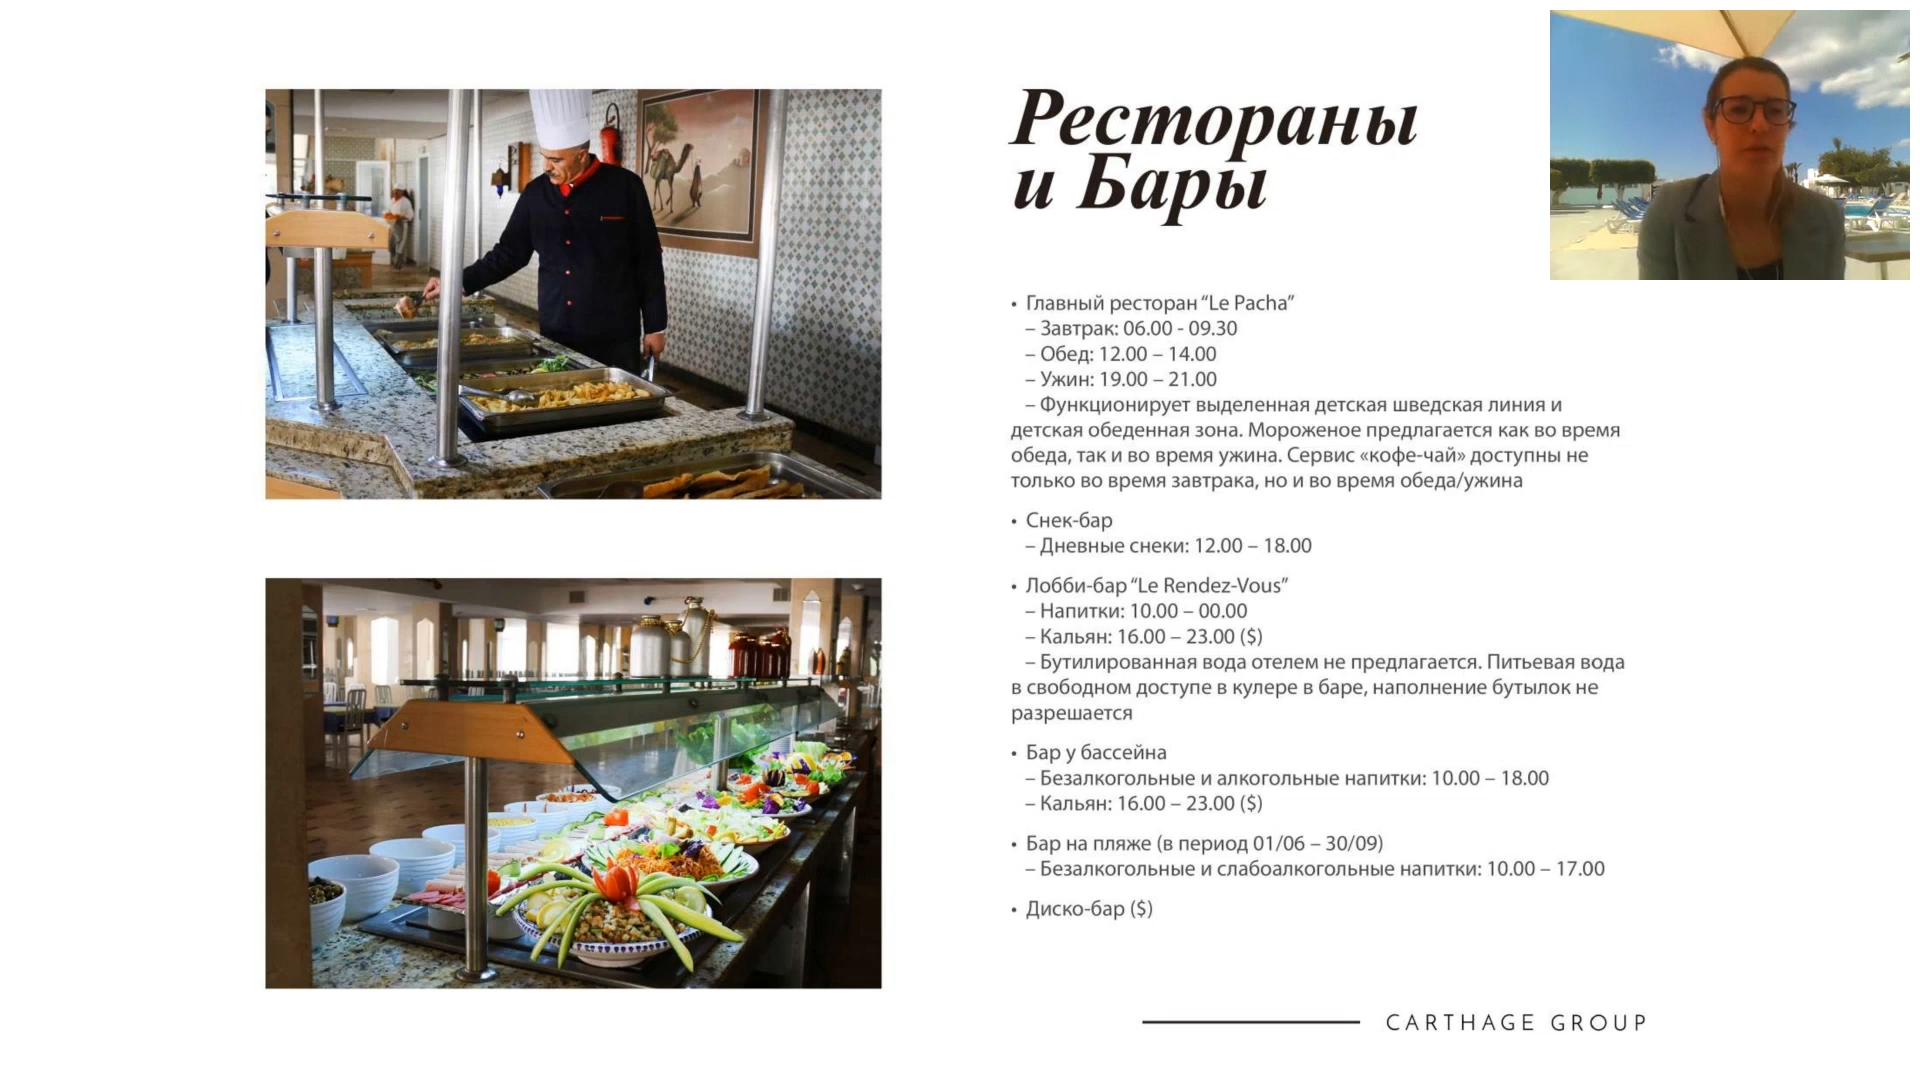 Рестораны
и Бары
• Главный ресторан “Le Pacha”
– Завтрак: 06.00 - 09.30
– Обед: 12.00 – 14.00
– Ужин: 19.00 – 21.00
– Функционирует выделенная детская шведская линия и
детская обеденная зона. Мороженое предлагается как во время
обеда, так и во время ужина. Сервис «кофе-чай» доступны не
только во время завтрака, но и во время обеда/ужина
• Снек-бар
– Дневные снеки: 12.00 – 18.00
• Лобби-бар “Le Rendez-Vous”
– Напитки: 10.00 – 00.00
– Кальян: 16.00 – 23.00 ($)
– Бутилированная вода отелем не предлагается. Питьевая вода
в свободном доступе в кулере в баре, наполнение бутылок не
разрешается
• Бар у бассейна
– Безалкогольные и алкогольные напитки: 10.00 – 18.00
– Кальян: 16.00 – 23.00 ($)
• Бар на пляже (в период 01/06 – 30/09)
– Безалкогольные и слабоалкогольные напитки: 10.00 – 17.00
• Диско-бар ($)
CARTHAGE GROUP